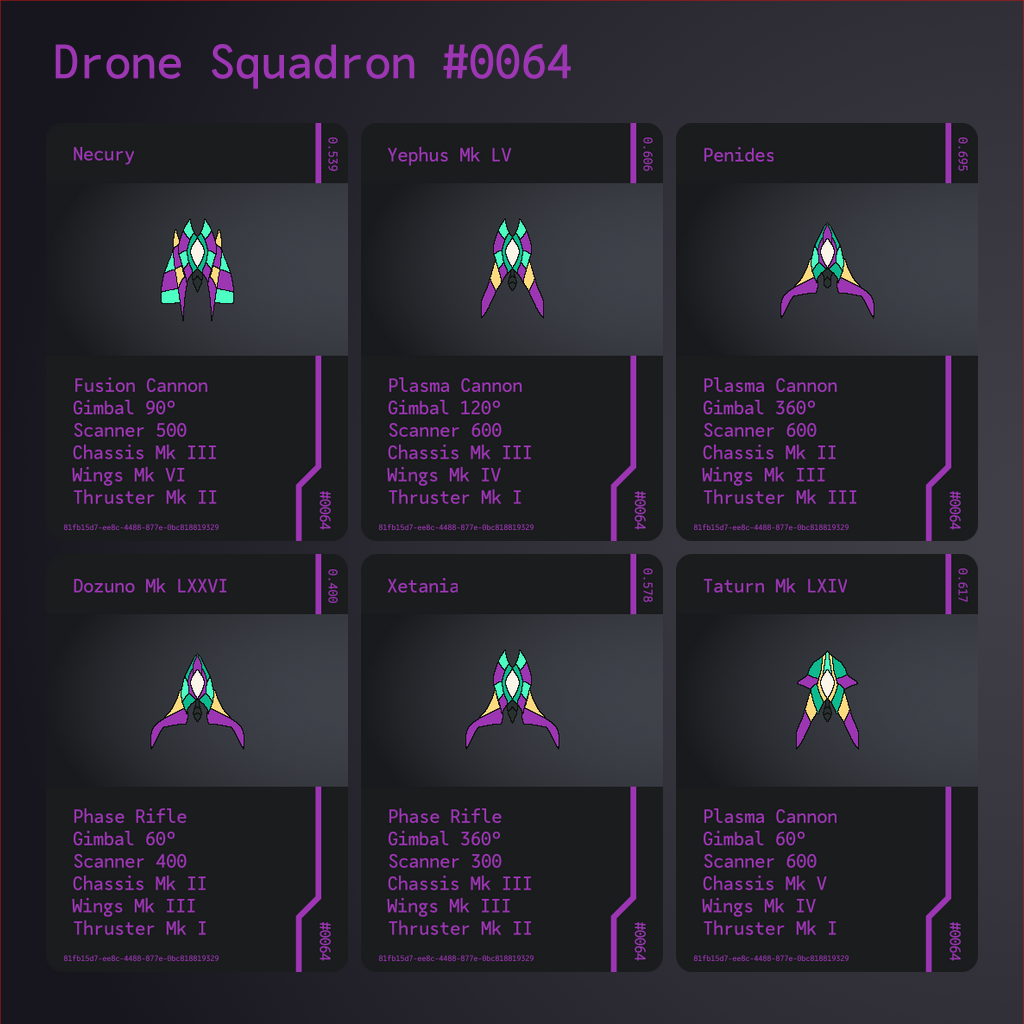 Drone Squadron #0064
Necury
0.539
Fusion Cannon
Gimbal 90º
Scanner 500
Chassis Mk III
Wings Mk VI
Thruster Mk II
#0064
81fb15d7-ee8c-4488-877e-0bc818819329
Yephus Mk LV
0.606
Plasma Cannon
Gimbal 120º
Scanner 600
Chassis Mk III
Wings Mk IV
Thruster Mk I
#0064
81fb15d7-ee8c-4488-877e-0bc818819329
Penides
0.695
Plasma Cannon
Gimbal 360º
Scanner 600
Chassis Mk II
Wings Mk III
Thruster Mk III
#0064
81fb15d7-ee8c-4488-877e-0bc818819329
Dozuno Mk LXXVI
0.400
Phase Rifle
Gimbal 60º
Scanner 400
Chassis Mk II
Wings Mk III
Thruster Mk I
#0064
81fb15d7-ee8c-4488-877e-0bc818819329
Xetania
0.578
Phase Rifle
Gimbal 360º
Scanner 300
Chassis Mk III
Wings Mk III
Thruster Mk II
#0064
81fb15d7-ee8c-4488-877e-0bc818819329
Taturn Mk LXIV
0.617
Plasma Cannon
Gimbal 60º
Scanner 600
Chassis Mk V
Wings Mk IV
Thruster Mk I
#0064
81fb15d7-ee8c-4488-877e-0bc818819329